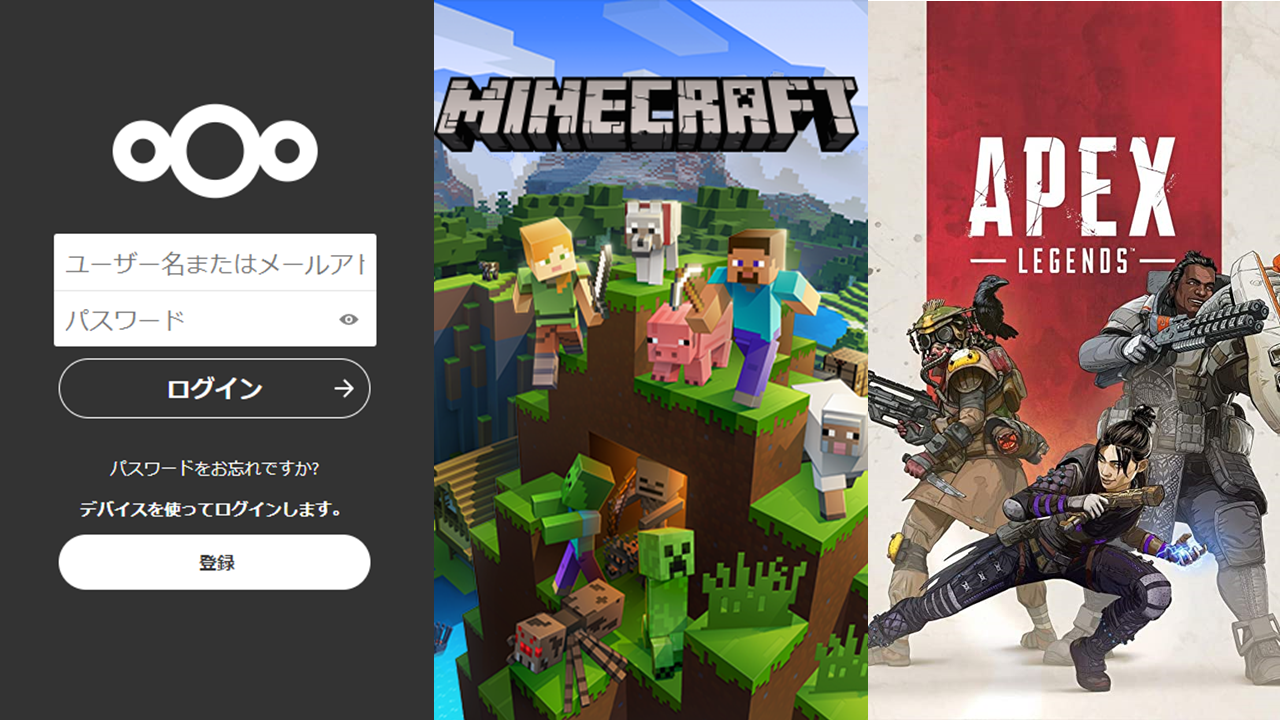 ユーザー名またはメールアト
パスワード
ログイン
パスワードをお忘れですか?
デバイスを使ってログインします。
登録
MINECRAFT
APEX
LEGENDS™